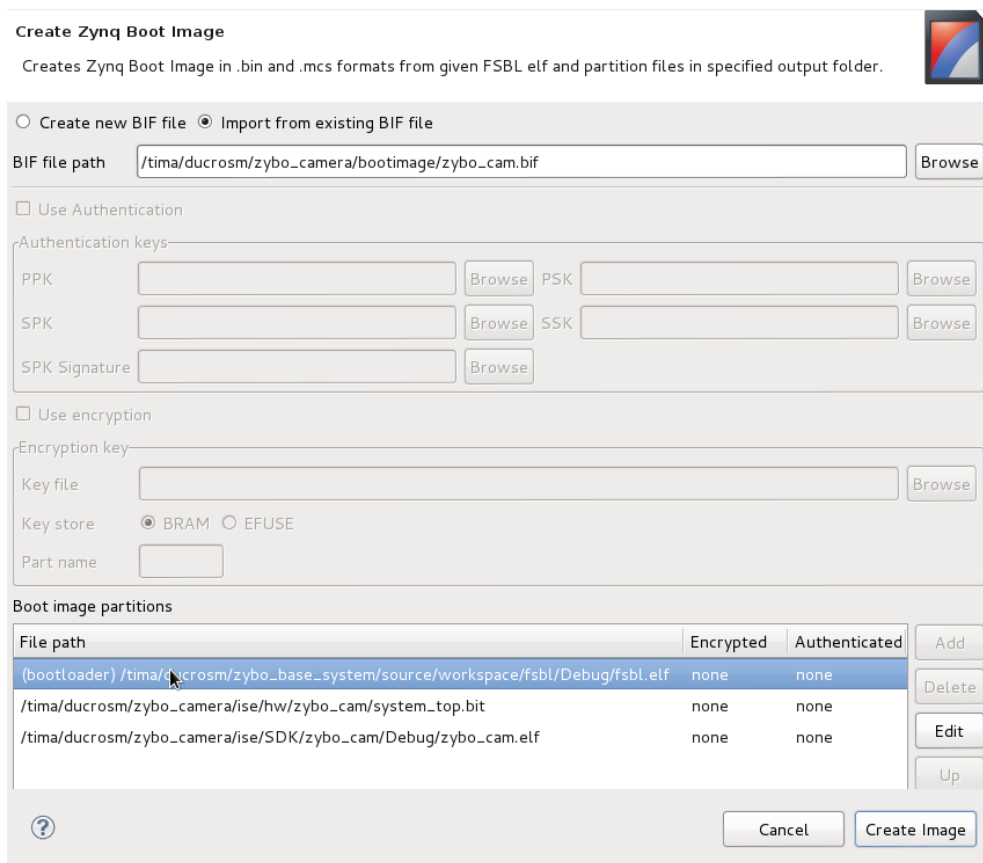 Create Zynq Boot Image
Creates Zynq Boot Image in .bin and .mcs formats from given FSBL elf and partition files in specified output folder.
Create new BIF file Import from existing BIF file
BIF file path /tima/ducrosm/zybo_camera/bootimage/zybo_cam.bif Browse
Use Authentication
Authentication keys
PPK Browse PSK Browse
SPK Browse SSK Browse
SPK Signature Browse
Use encryption
Encryption key
Key file Browse
Key store BRAM EFUSE
Part name
Boot image partitions
File path Encrypted Authenticated Add
(bootloader) /tima/ducrosm/zybo_base_system/source/workspace/fsbl/Debug/fsbl.elf none none
Delete
/tima/ducrosm/zybo_camera/ise/hw/zybo_cam/system_top.bit none none
/tima/ducrosm/zybo_camera/ise/SDK/zybo_cam/Debug/zybo_cam.elf none none Edit
Up
? Cancel Create Image